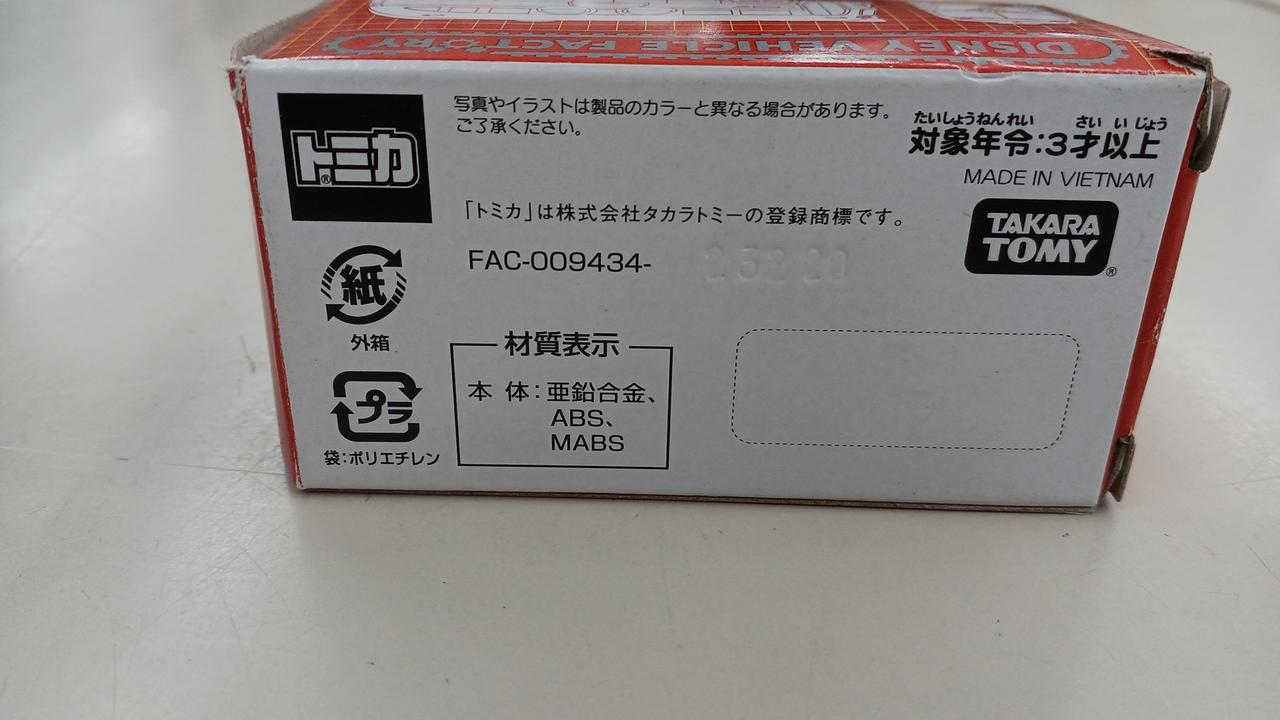 DISNEY VEHICLE FACTORY
トミカ®
写真やイラストは製品のカラーと異なる場合があります。
ご了承ください。
たいしょうねんれい さい いじょう
対象年令:3才以上
MADE IN VIETNAM
「トミカ」は株式会社タカラトミーの登録商標です。
TAKARA
TOMY®
FAC-009434-
紙
外箱
プラ
袋:ポリエチレン
材質表示
本体:亜鉛合金、
ABS、
MABS